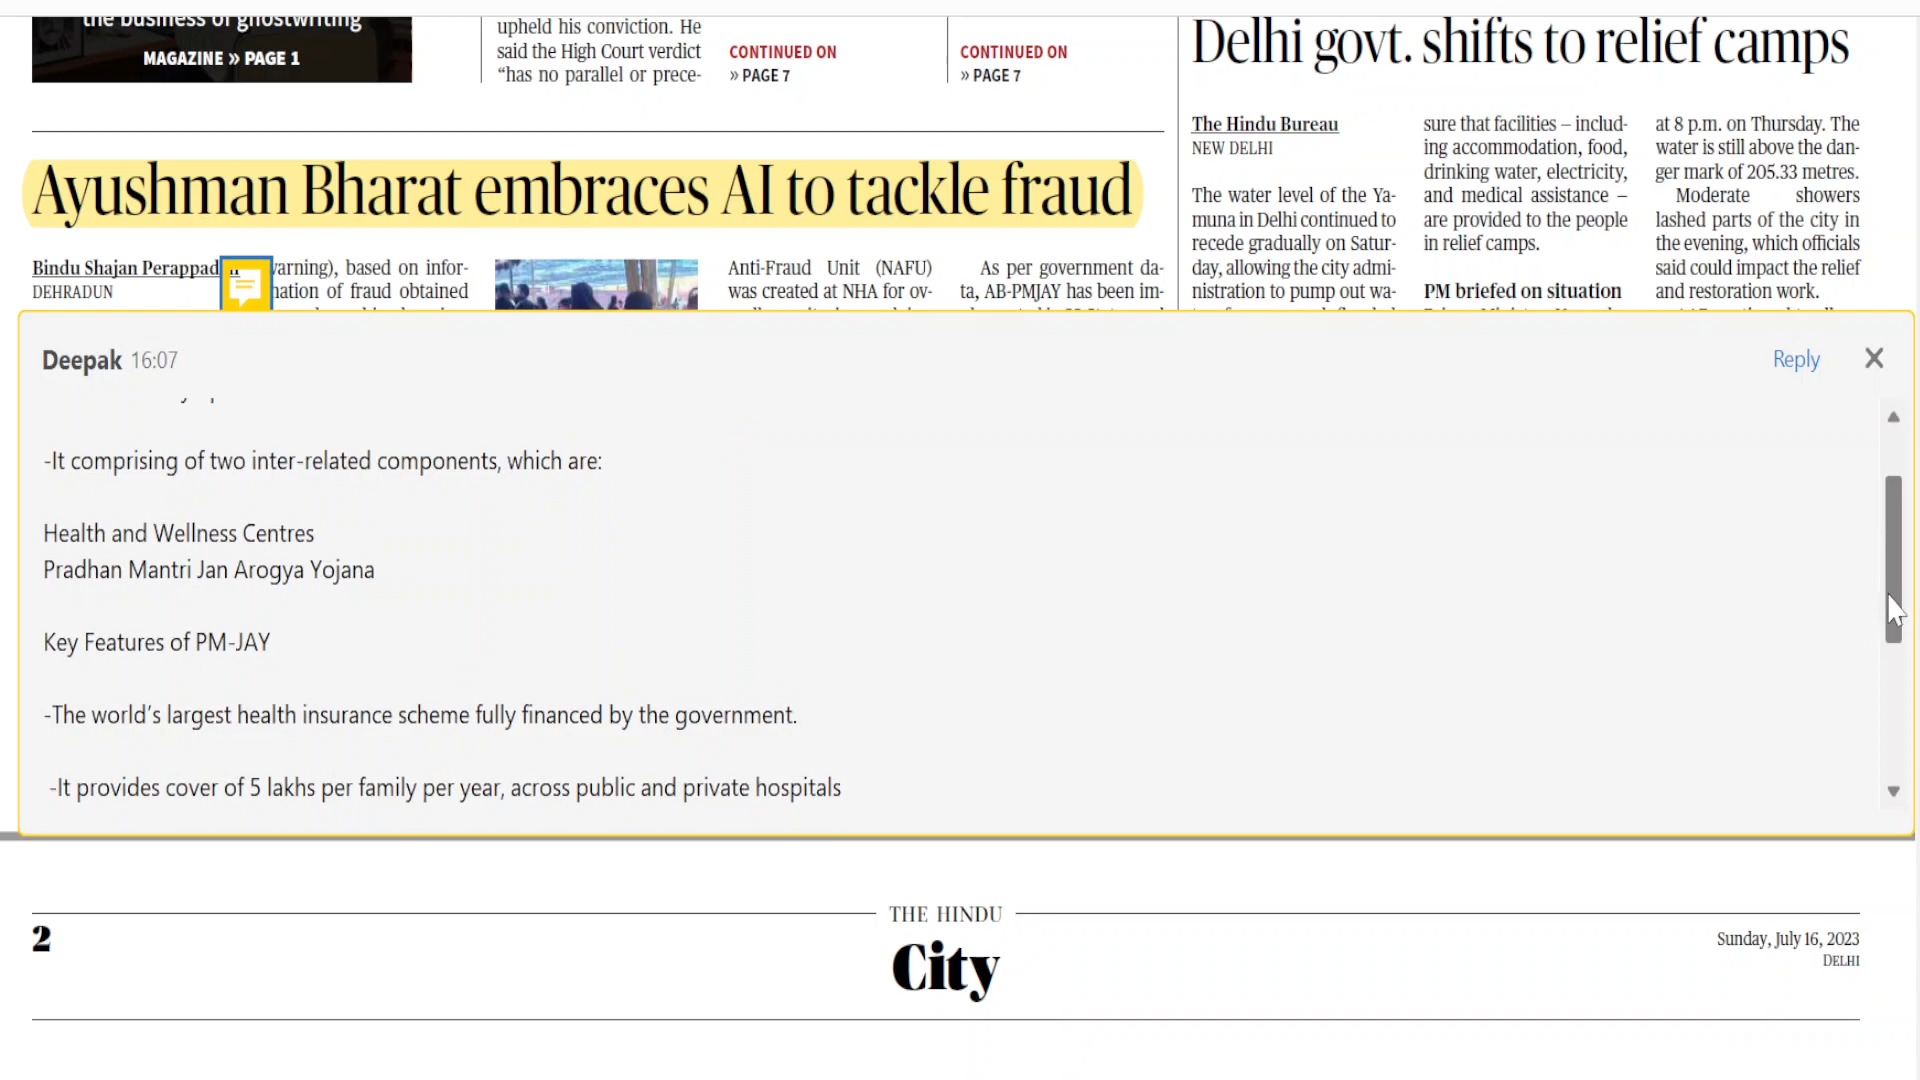 the business of ghostwriting
MAGAZINE » PAGE 1
upheld his conviction. He
said the High Court verdict
“has no parallel or prece-
CONTINUED ON
» PAGE 7
CONTINUED ON
» PAGE 7
Ayushman Bharat embraces AI to tackle fraud
Bindu Shajan Perappad
DEHRADUN
warning), based on infor-
mation of fraud obtained
Anti-Fraud Unit (NAFU)
was created at NHA for ov-
As per government da-
ta, AB-PMJAY has been im-
Delhi govt. shifts to relief camps
The Hindu Bureau
NEW DELHI
The water level of the Ya-
muna in Delhi continued to
recede gradually on Satur-
day, allowing the city admi-
nistration to pump out wa-
sure that facilities – includ-
ing accommodation, food,
drinking water, electricity,
and medical assistance –
are provided to the people
in relief camps.
PM briefed on situation
at 8 p.m. on Thursday. The
water is still above the dan-
ger mark of 205.33 metres.
Moderate showers
lashed parts of the city in
the evening, which officials
said could impact the relief
and restoration work.
Deepak 16:07
Reply
-It comprising of two inter-related components, which are:
Health and Wellness Centres
Pradhan Mantri Jan Arogya Yojana
Key Features of PM-JAY
-The world’s largest health insurance scheme fully financed by the government.
-It provides cover of 5 lakhs per family per year, across public and private hospitals
2
THE HINDU
City
Sunday, July 16, 2023
DELHI